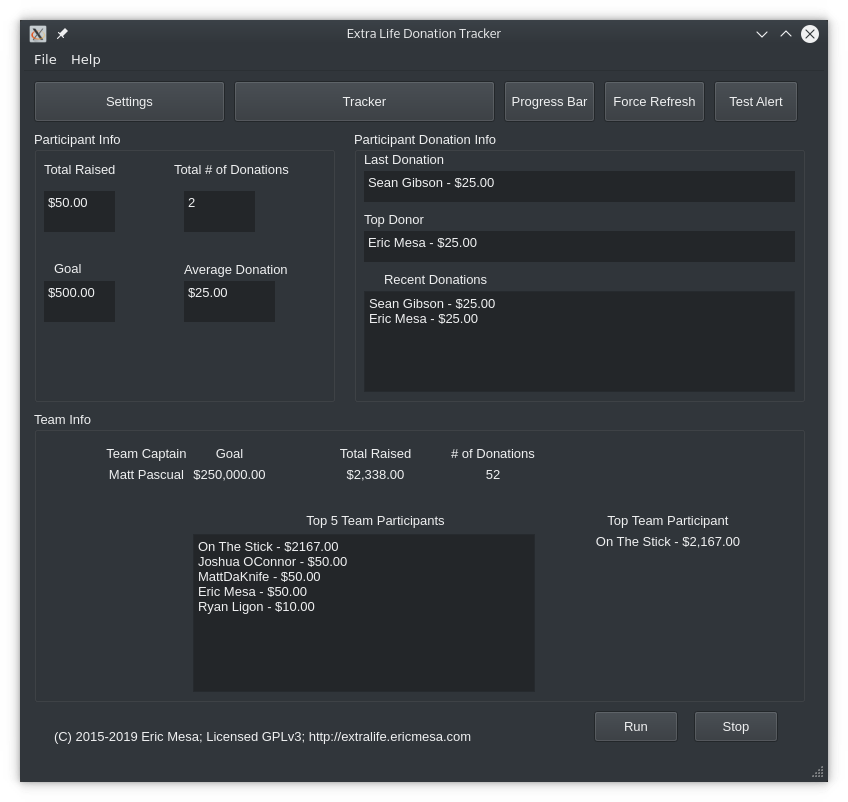 Extra Life Donation Tracker
File Help
Settings Tracker Progress Bar Force Refresh Test Alert
Participant Info
Total Raised Total # of Donations
$50.00 2
Goal Average Donation
$500.00 $25.00
Participant Donation Info
Last Donation
Sean Gibson - $25.00
Top Donor
Eric Mesa - $25.00
Recent Donations
Sean Gibson - $25.00
Eric Mesa - $25.00
Team Info
Team Captain Goal Total Raised # of Donations
Matt Pascual $250,000.00 $2,338.00 52
Top 5 Team Participants
On The Stick - $2167.00
Joshua OConnor - $50.00
MattDaKnife - $50.00
Eric Mesa - $50.00
Ryan Ligon - $10.00
Top Team Participant
On The Stick - $2,167.00
Run Stop
(C) 2015-2019 Eric Mesa; Licensed GPLv3; http://extralife.ericmesa.com